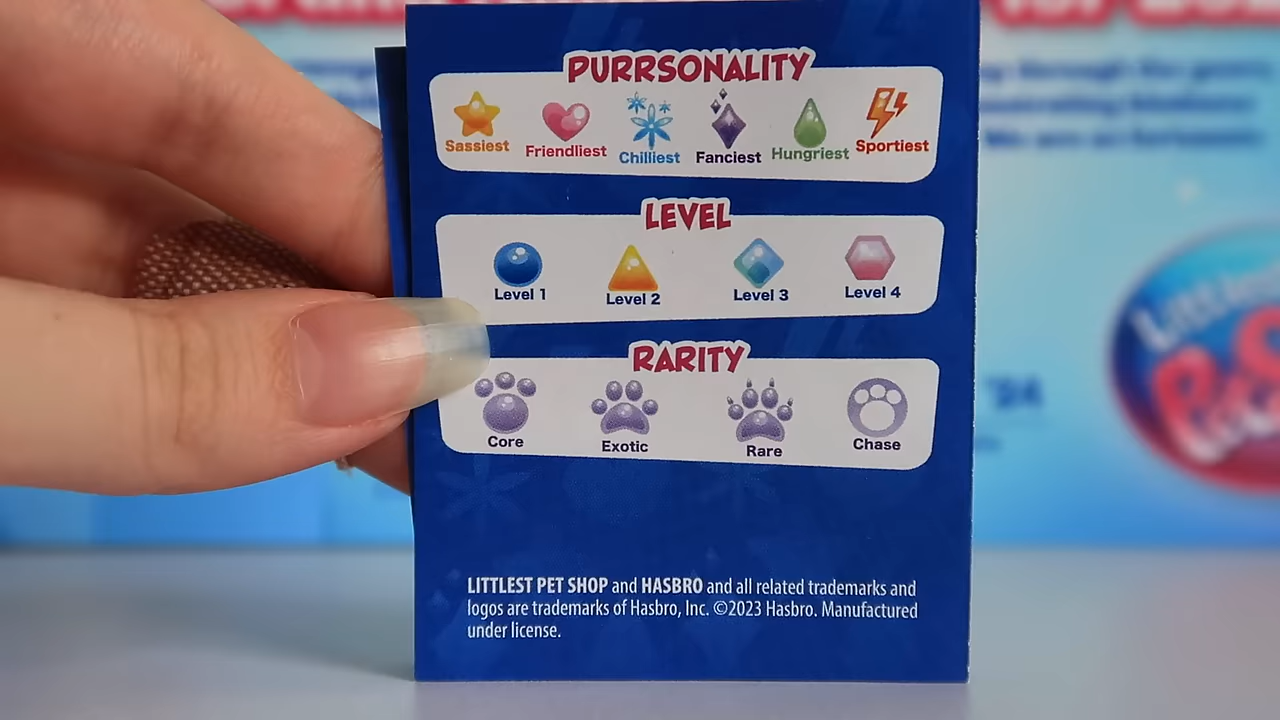 PURRSONALITY
Sassiest Friendliest Chilliest Fanciest Hungriest Sportiest
LEVEL
Level 1 Level 2 Level 3 Level 4
RARITY
Core Exotic Rare Chase
LITTLEST PET SHOP and HASBRO and all related trademarks and
logos are trademarks of Hasbro, Inc. ©2023 Hasbro. Manufactured
under license.
'24